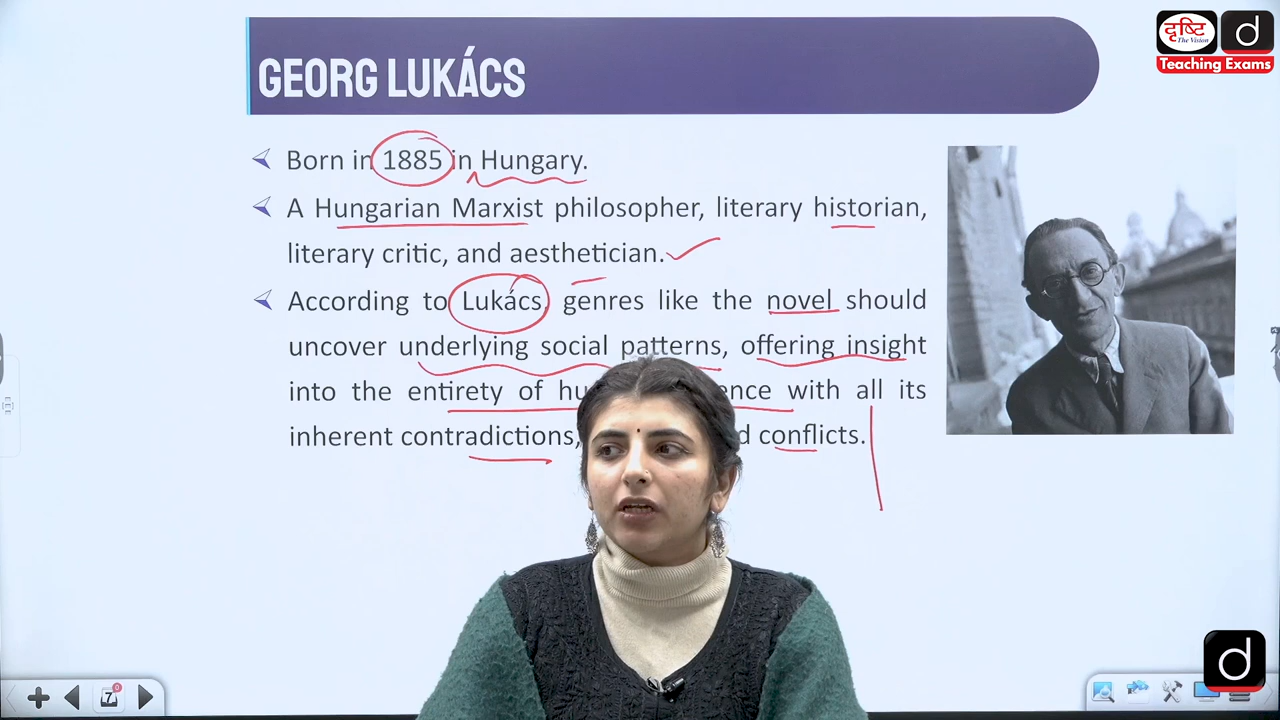 GEORG LUKÁCS
दृष्टि
The Vision
d
Teaching Exams
Born in 1885 in Hungary.
A Hungarian Marxist philosopher, literary historian,
literary critic, and aesthetician.
According to Lukács, genres like the novel should
uncover underlying social patterns, offering insight
into the entirety of with all its
inherent contradictions, conflicts.
7
0
d